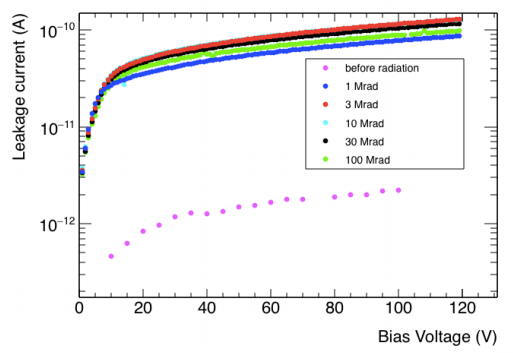 Leakage current (A)
10⁻¹⁰
10⁻¹¹
10⁻¹²
before radiation
1 Mrad
3 Mrad
10 Mrad
30 Mrad
100 Mrad
0 20 40 60 80 100 120
Bias Voltage (V)